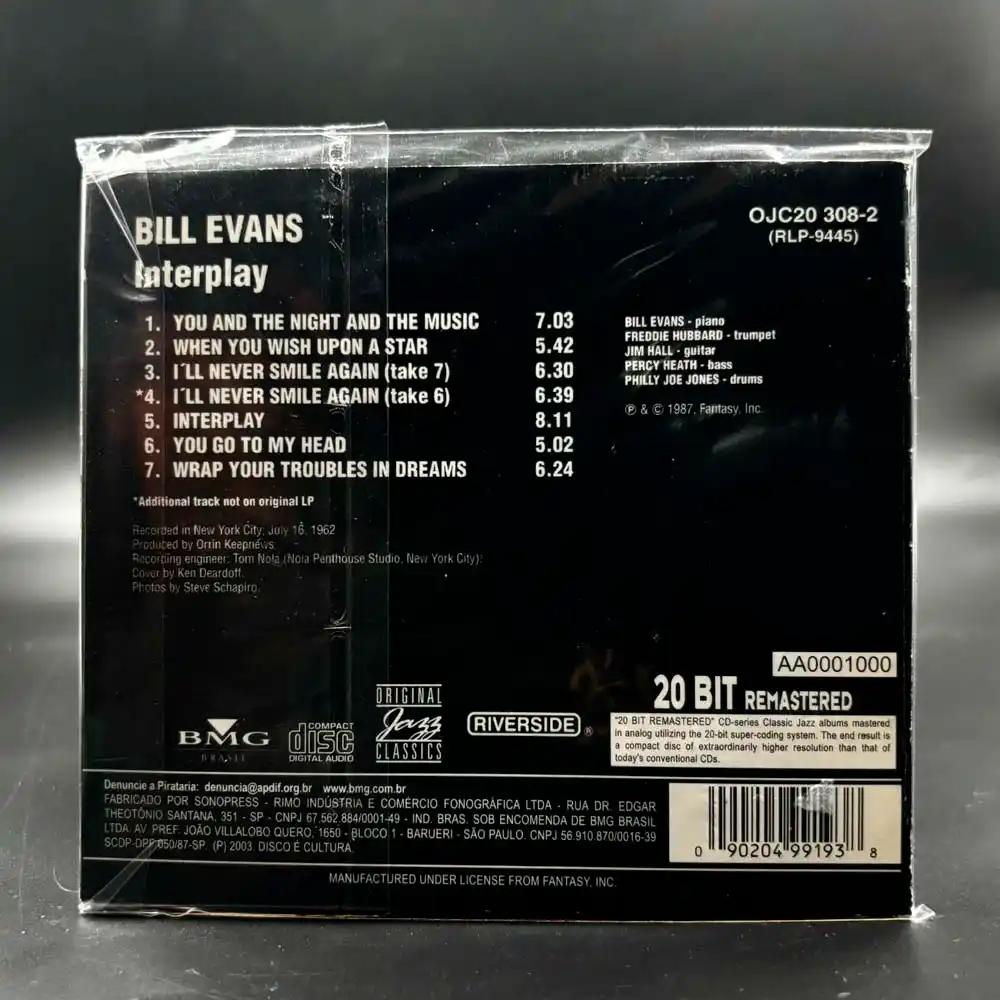 BILL EVANS
Interplay
OJC20 308-2
(RLP-9445)
1. YOU AND THE NIGHT AND THE MUSIC 7.03
2. WHEN YOU WISH UPON A STAR 5.42
3. I´LL NEVER SMILE AGAIN (take 7) 6.30
*4. I´LL NEVER SMILE AGAIN (take 6) 6.39
5. INTERPLAY 8.11
6. YOU GO TO MY HEAD 5.02
7. WRAP YOUR TROUBLES IN DREAMS 6.24
*Additional track not on original LP
BILL EVANS - piano
FREDDIE HUBBARD - trumpet
JIM HALL - guitar
PERCY HEATH - bass
PHILLY JOE JONES - drums
℗ & © 1987, Fantasy, Inc.
Recorded in New York City; July 16, 1962
Produced by Orrin Keepnews.
Recording engineer: Tom Nola (Nola Penthouse Studio, New York City).
Cover by Ken Deardoff.
Photos by Steve Schapiro.
AA0001000
20 BIT REMASTERED
"20 BIT REMASTERED" CD-series Classic Jazz albums mastered
in analog utilizing the 20-bit super-coding system. The end result is
a compact disc of extraordinarily higher resolution than that of
today's conventional CDs.
BMG
BRASIL
COMPACT
disc
DIGITAL AUDIO
ORIGINAL
Jazz
CLASSICS
RIVERSIDE®
Denuncie a Pirataria: denuncia@apdif.org.br www.bmg.com.br
FABRICADO POR SONOPRESS - RIMO INDÚSTRIA E COMÉRCIO FONOGRÁFICA LTDA - RUA DR. EDGAR
THEOTÔNIO SANTANA, 351 - SP - CNPJ 67.562.884/0001-49 - IND. BRAS. SOB ENCOMENDA DE BMG BRASIL
LTDA. AV. PREF. JOÃO VILLALOBO QUERO, 1650 - BLOCO 1 - BARUERI - SÃO PAULO. CNPJ 56.910.870/0016-39
SCDP-DPF 050/87-SP. (P) 2003. DISCO É CULTURA.
0 90204 99193 8
MANUFACTURED UNDER LICENSE FROM FANTASY, INC.